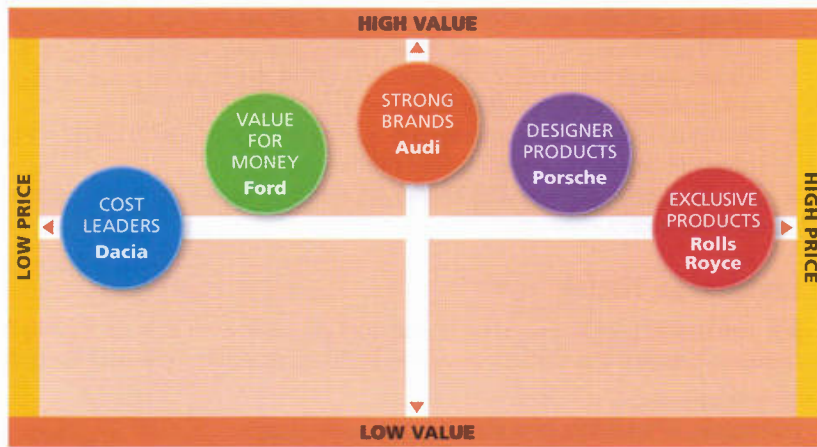 HIGH VALUE
STRONG
BRANDS
Audi
VALUE
FOR
MONEY
Ford
DESIGNER
PRODUCTS
Porsche
COST
LEADERS
Dacia
EXCLUSIVE
PRODUCTS
Rolls
Royce
LOW PRICE
HIGH PRICE
LOW VALUE